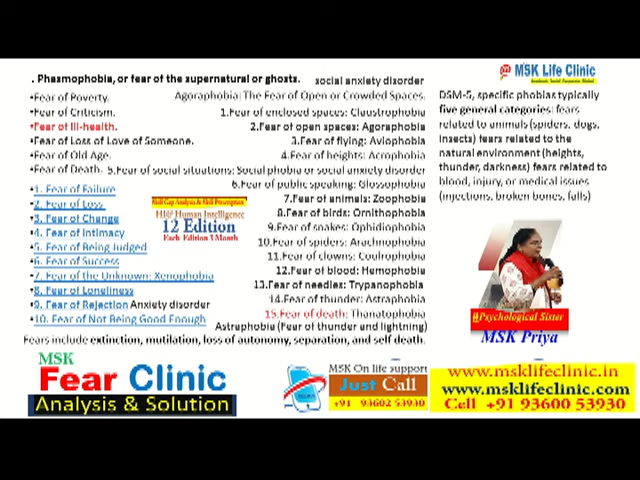 . Phasmophobia, or fear of the supernatural or ghosts.
•Fear of Poverty.
•Fear of Criticism.
•Fear of Ill-health.
•Fear of Loss of Love of Someone.
•Fear of Old Age.
•Fear of Death.
•1. Fear of Failure
•2. Fear of Loss
•3. Fear of Change
•4. Fear of Intimacy
•5. Fear of Being Judged
•6. Fear of Success
•7. Fear of the Unknown: Xenophobia
•8. Fear of Loneliness
•9. Fear of Rejection Anxiety disorder
•10. Fear of Not Being Good Enough
Skill Gap Analysis & Skill Prescription
HI@ Human Intelligence
12 Edition
Each Edition 3 Month
social anxiety disorder
Agoraphobia: The Fear of Open or Crowded Spaces.
1.Fear of enclosed spaces: Claustrophobia
2.Fear of open spaces: Agoraphobia
3.Fear of flying: Aviophobia
4.Fear of heights: Acrophobia
5.Fear of social situations: Social phobia or social anxiety disorder
6.Fear of public speaking: Glossophobia
7.Fear of animals: Zoophobia
8.Fear of birds: Ornithophobia
9.Fear of snakes: Ophidiophobia
10.Fear of spiders: Arachnophobia
11.Fear of clowns: Coulrophobia
12.Fear of blood: Hemophobia
13.Fear of needles: Trypanophobia
14.Fear of thunder: Astraphobia
15.Fear of death: Thanatophobia
Astraphobia (Fear of thunder and lightning)
Fears include extinction, mutilation, loss of autonomy, separation, and self death.
MSK Life Clinic
DSM-5, specific phobias typically
five general categories: fears
related to animals (spiders, dogs,
insects) fears related to the
natural environment (heights,
thunder, darkness) fears related to
blood, injury, or medical issues
(injections, broken bones, falls)
#Psychological Sister
MSK Priya
MSK
Fear Clinic
Analysis & Solution
MSK On life support
Just Call
+91 93602 53930
www.msklifeclinic.in
www.msklifeclinic.com
Cell +91 93600 53930